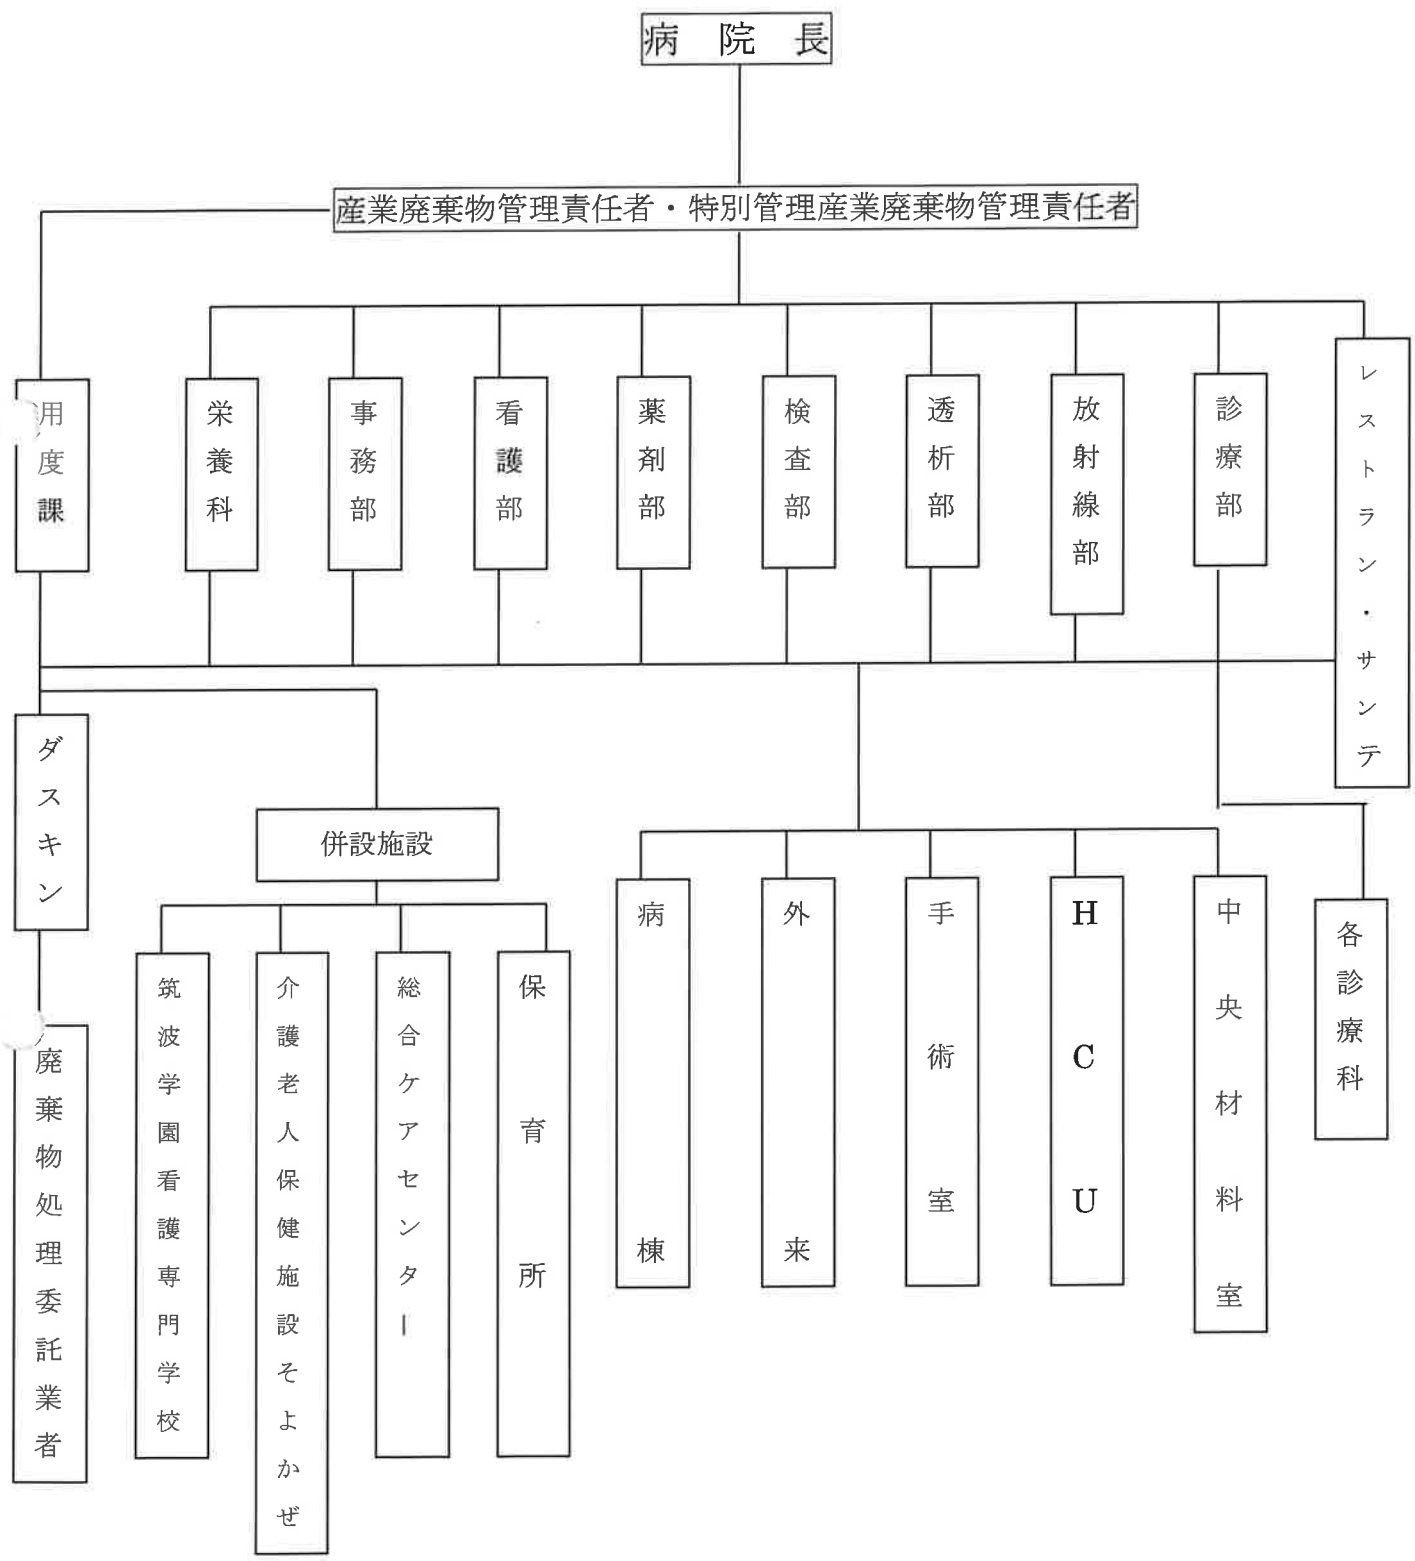 病院長
産業廃棄物管理責任者・特別管理産業廃棄物管理責任者
用度課
栄養科
事務部
看護部
薬剤部
検査部
透析部
放射線部
診療部
レストラン・サンテ
ダスキン
併設施設
病棟
外来
手術室
HCU
中央材料室
各診療科
筑波学園看護専門学校
介護老人保健施設そよかぜ
総合ケアセンター
保育所
廃棄物処理委託業者